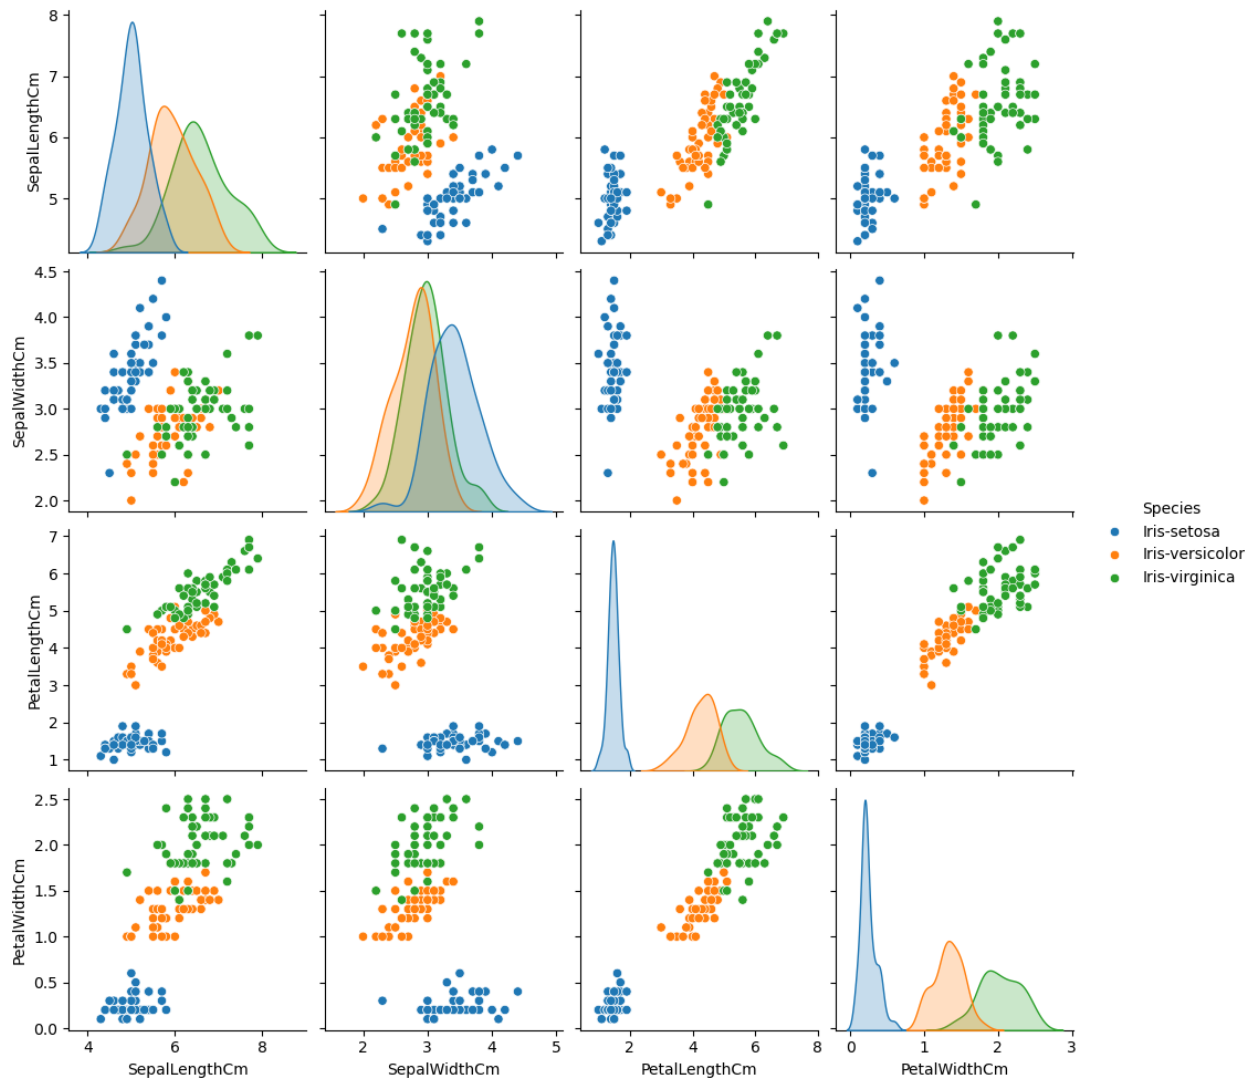 8
7
6
5
SepalLengthCm
4.5
4.0
3.5
3.0
2.5
2.0
SepalWidthCm
Species
Iris-setosa
Iris-versicolor
Iris-virginica
7
6
5
4
3
2
1
PetalLengthCm
2.5
2.0
1.5
1.0
0.5
0.0
PetalWidthCm
4 6 8
SepalLengthCm
2 3 4 5
SepalWidthCm
2 4 6 8
PetalLengthCm
0 1 2 3
PetalWidthCm